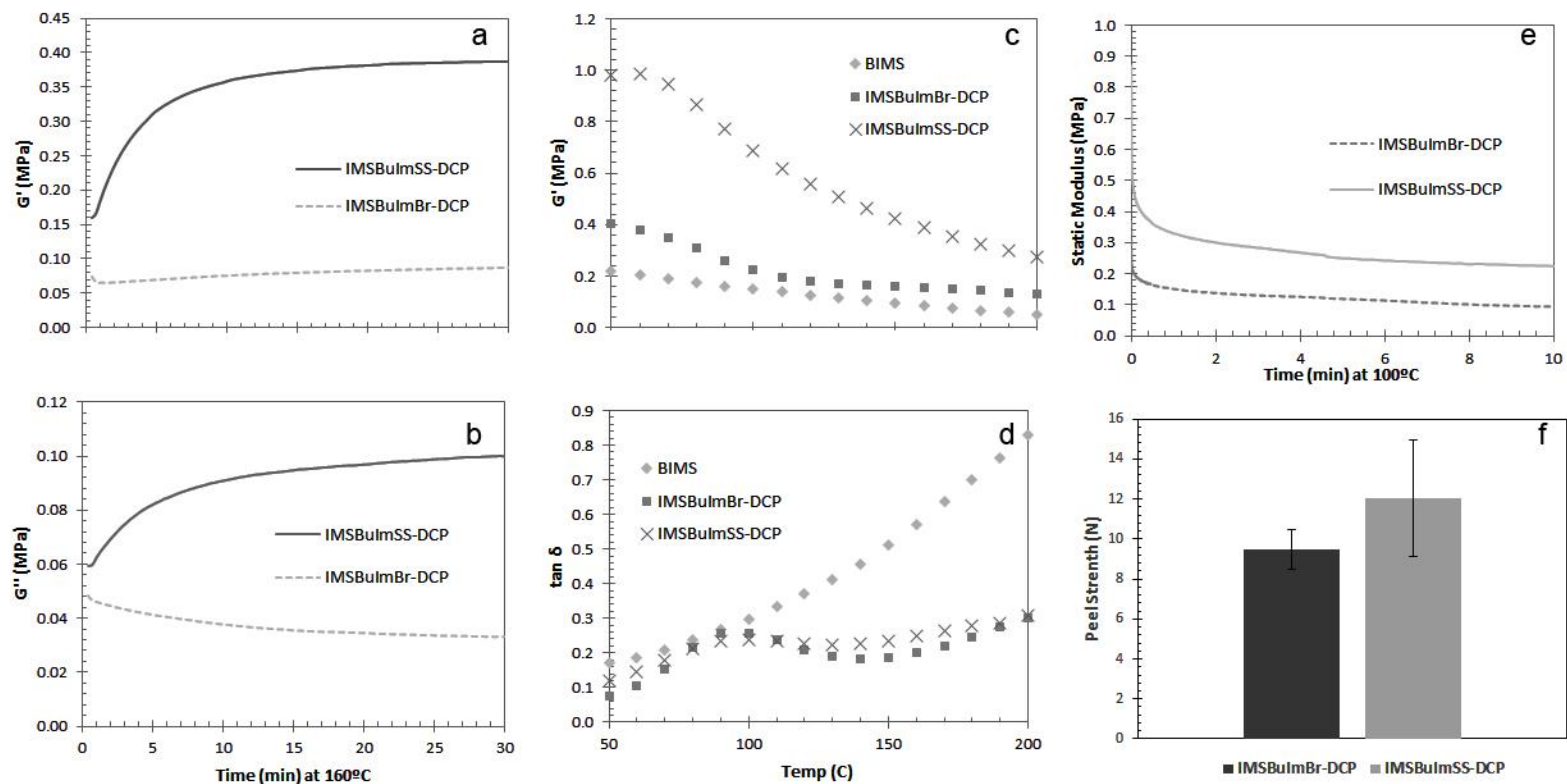 a
0.45
0.40
0.35
0.30
0.25
0.20
0.15
0.10
0.05
0.00
G' (MPa)
IMSBuImSS-DCP
IMSBuImBr-DCP
c
1.2
1.0
0.8
0.6
0.4
0.2
0.0
G' (MPa)
BIMS
IMSBuImBr-DCP
IMSBuImSS-DCP
e
1.0
0.9
0.8
0.7
0.6
0.5
0.4
0.3
0.2
0.1
0.0
Static Modulus (MPa)
IMSBuImBr-DCP
IMSBuImSS-DCP
0 2 4 6 8 10
Time (min) at 100ºC
b
0.12
0.10
0.08
0.06
0.04
0.02
0.00
G'' (MPa)
IMSBuImSS-DCP
IMSBuImBr-DCP
0 5 10 15 20 25 30
Time (min) at 160ºC
d
0.9
0.8
0.7
0.6
0.5
0.4
0.3
0.2
0.1
0.0
tan δ
BIMS
IMSBuImBr-DCP
IMSBuImSS-DCP
50 100 150 200
Temp (C)
f
16
14
12
10
8
6
4
2
0
Peel Strenth (N)
IMSBuImBr-DCP IMSBuImSS-DCP